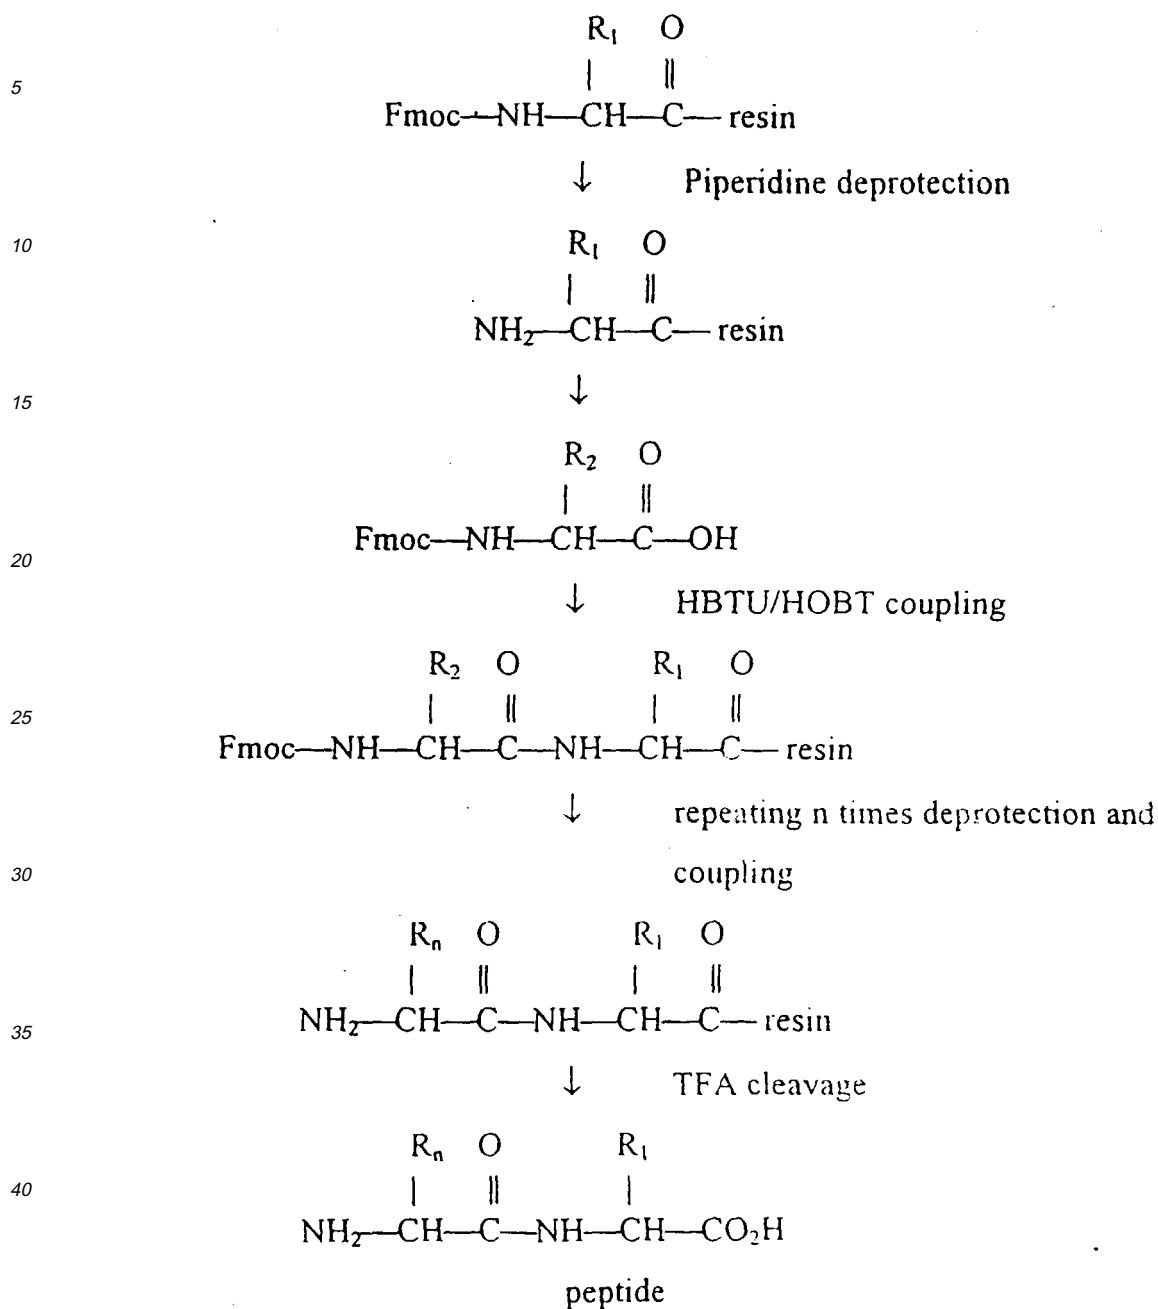 R₁ O
5
Fmoc—NH—CH—C—resin
↓ Piperidine deprotection
10
R₁ O
NH₂—CH—C—resin
15
↓
R₂ O
Fmoc—NH—CH—C—OH
20
↓ HBTU/HOBT coupling
R₂ O R₁ O
25
Fmoc—NH—CH—C—NH—CH—C—resin
↓ repeating n times deprotection and
30
coupling
Rₙ O R₁ O
NH₂—CH—C—NH—CH—C—resin
35
↓ TFA cleavage
Rₙ O R₁
40
NH₂—CH—C—NH—CH—CO₂H
peptide